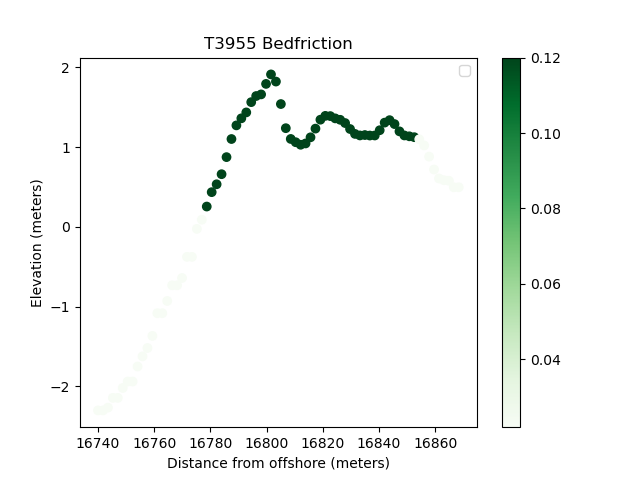 T3955 Bedfriction
2
1
0
−1
−2
Elevation (meters)
16740 16760 16780 16800 16820 16840 16860
Distance from offshore (meters)
0.12
0.10
0.08
0.06
0.04